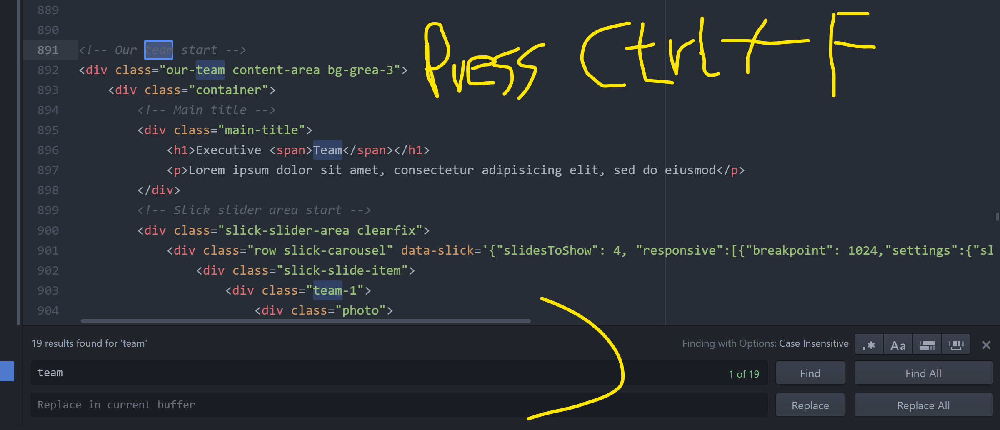 889
890
Press Ctrl + F
891 <!-- Our team start -->
892 <div class="our-team content-area bg-grea-3">
893 <div class="container">
894 <!-- Main title -->
895 <div class="main-title">
896 <h1>Executive <span>Team</span></h1>
897 <p>Lorem ipsum dolor sit amet, consectetur adipisicing elit, sed do eiusmod</p>
898 </div>
899 <!-- Slick slider area start -->
900 <div class="slick-slider-area clearfix">
901 <div class="row slick-carousel" data-slick='{"slidesToShow": 4, "responsive":[{"breakpoint": 1024,"settings":{"sl
902 <div class="slick-slide-item">
903 <div class="team-1">
904 <div class="photo">
19 results found for 'team'
Finding with Options: Case Insensitive
.* Aa
team
1 of 19
Find
Find All
Replace in current buffer
Replace
Replace All